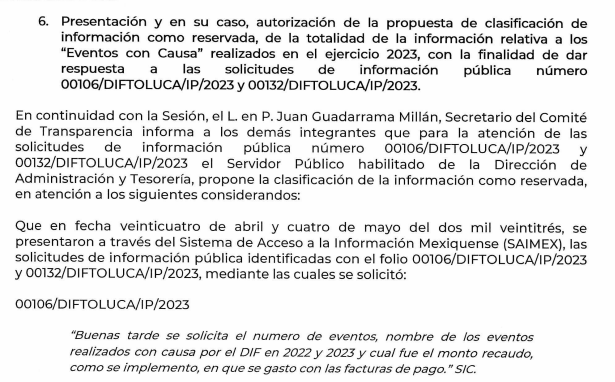 6. Presentación y en su caso, autorización de la propuesta de clasificación de
información como reservada, de la totalidad de la información relativa a los
“Eventos con Causa” realizados en el ejercicio 2023, con la finalidad de dar
respuesta a las solicitudes de información pública número
00106/DIFTOLUCA/IP/2023 y 00132/DIFTOLUCA/IP/2023.
En continuidad con la Sesión, el L. en P. Juan Guadarrama Millán, Secretario del Comité
de Transparencia informa a los demás integrantes que para la atención de las
solicitudes de información pública número 00106/DIFTOLUCA/IP/2023 y
00132/DIFTOLUCA/IP/2023 el Servidor Público habilitado de la Dirección de
Administración y Tesorería, propone la clasificación de la información como reservada,
en atención a los siguientes considerandos:
Que en fecha veinticuatro de abril y cuatro de mayo del dos mil veintitrés, se
presentaron a través del Sistema de Acceso a la Información Mexiquense (SAIMEX), las
solicitudes de información pública identificadas con el folio 00106/DIFTOLUCA/IP/2023
y 00132/DIFTOLUCA/IP/2023, mediante las cuales se solicitó:
00106/DIFTOLUCA/IP/2023
“Buenas tarde se solicita el numero de eventos, nombre de los eventos
realizados con causa por el DIF en 2022 y 2023 y cual fue el monto recaudo,
como se implemento, en que se gasto con las facturas de pago.” SIC.